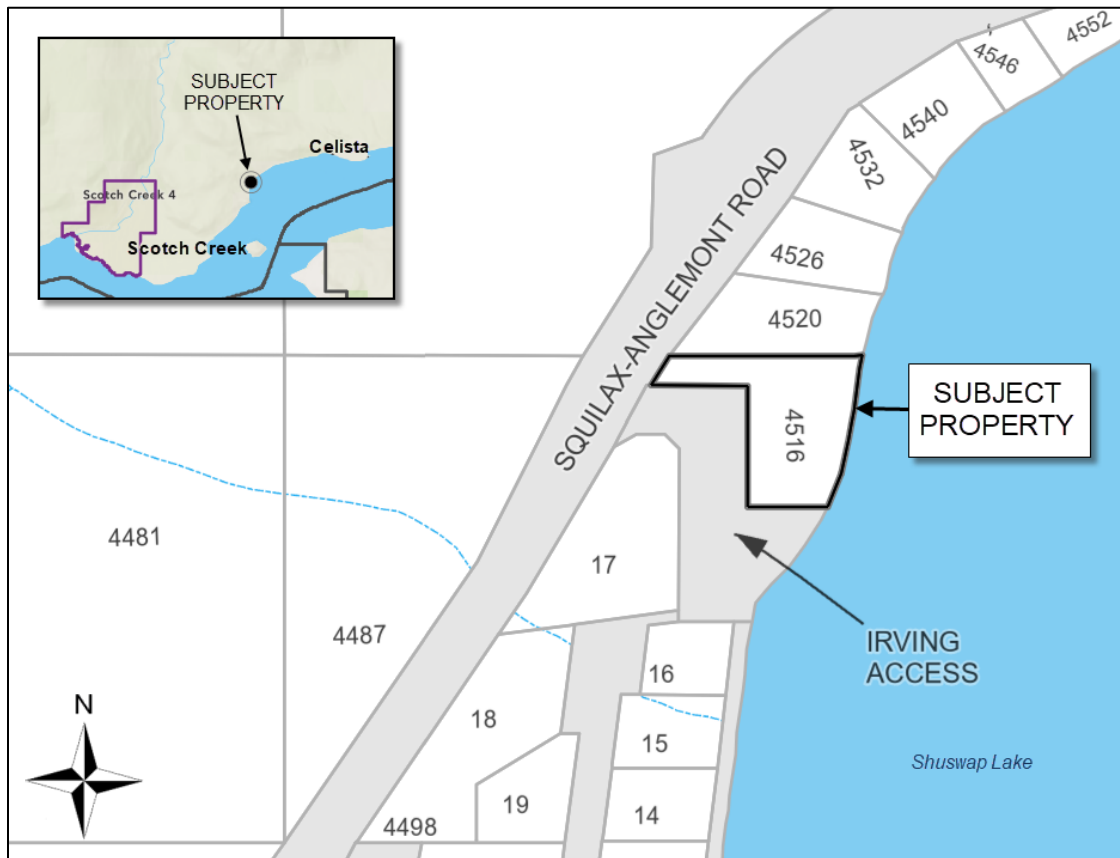 SUBJECT
PROPERTY
Celista
Scotch Creek 4
Scotch Creek
4552
4546
4540
4532
4526
4520
SQUILAX-ANGLEMONT ROAD
4516
SUBJECT
PROPERTY
4481
17
4487
IRVING
ACCESS
16
N
18
15
Shuswap Lake
19
14
4498